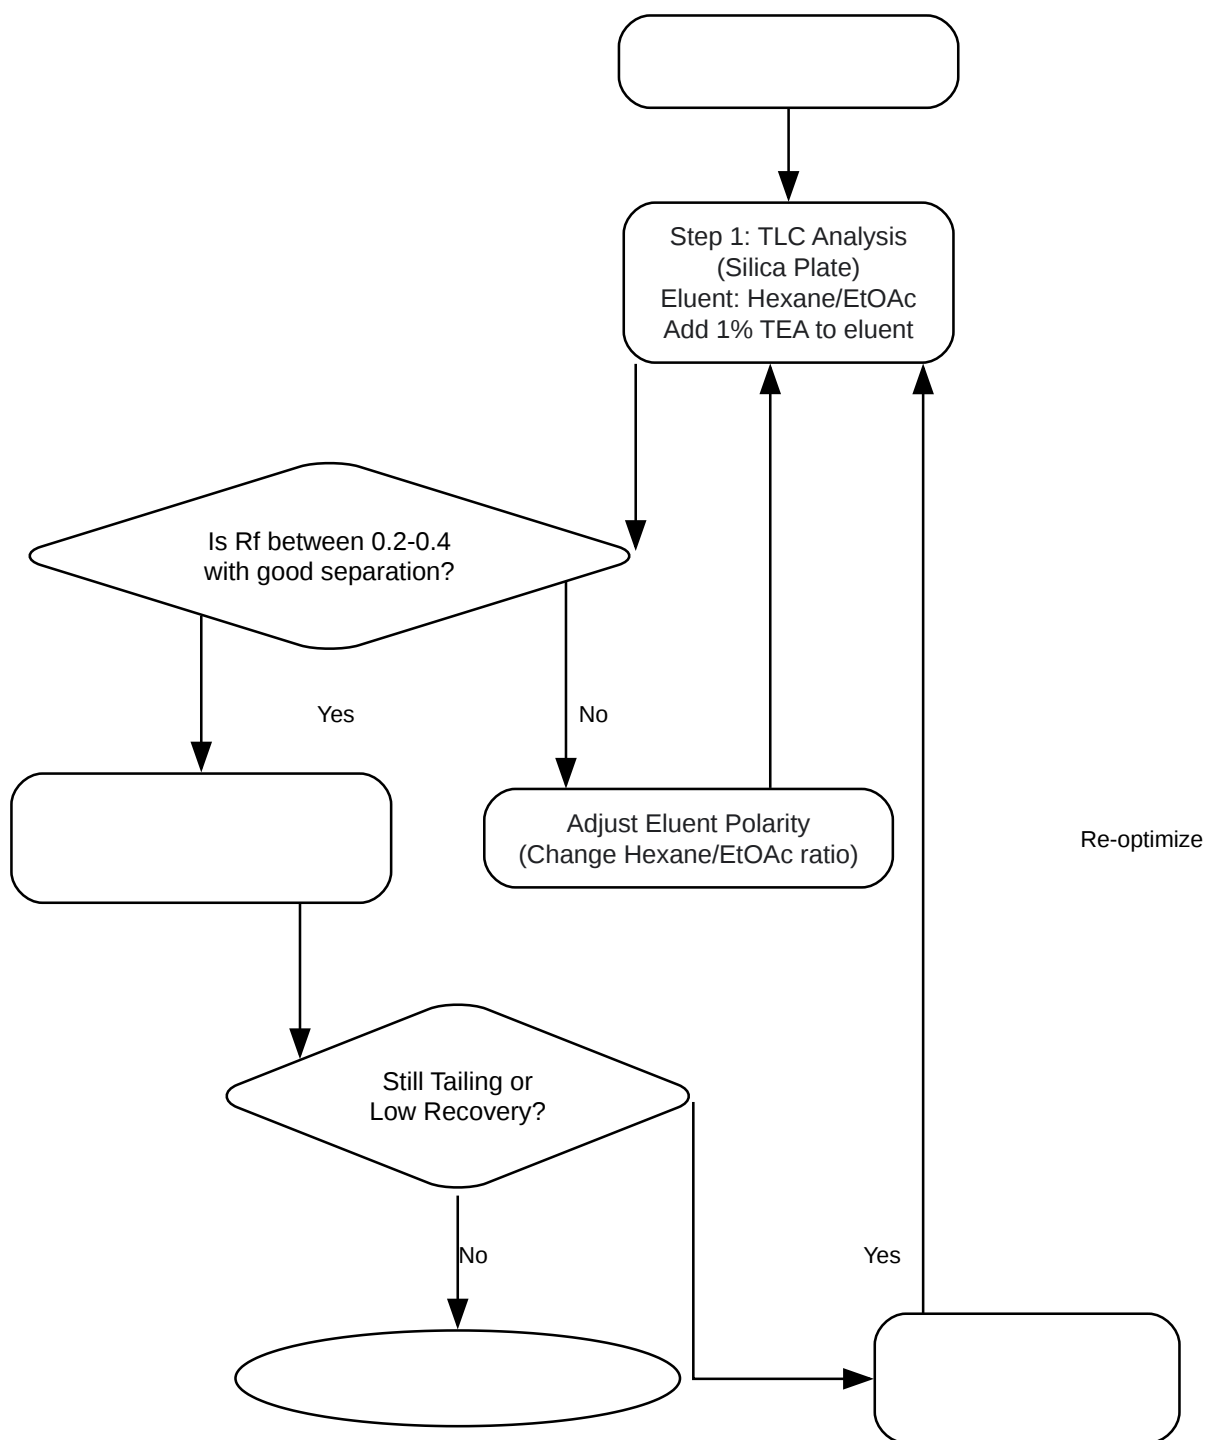 Step 1: TLC Analysis
(Silica Plate)
Eluent: Hexane/EtOAc
Add 1% TEA to eluent
Is Rf between 0.2-0.4
with good separation?
Yes
No
Adjust Eluent Polarity
(Change Hexane/EtOAc ratio)
Re-optimize
Still Tailing or
Low Recovery?
No
Yes